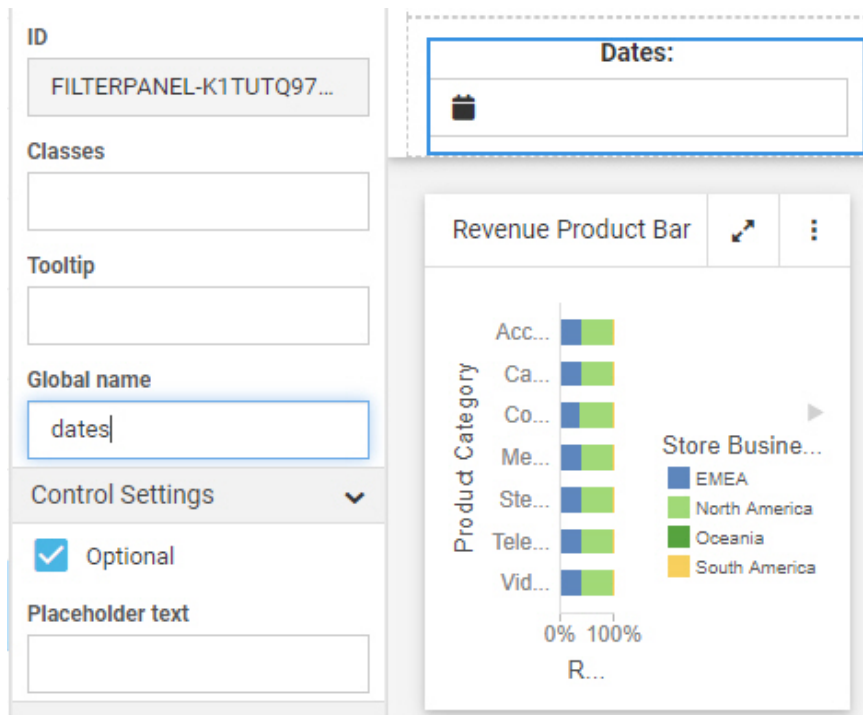 ID
FILTERPANEL-K1TUTQ97...
Classes
Tooltip
Global name
dates
Control Settings
Optional
Placeholder text
Dates:
Revenue Product Bar
Product Category
Acc...
Ca...
Co...
Me...
Ste...
Tele...
Vid...
0% 100%
R...
Store Busine...
EMEA
North America
Oceania
South America